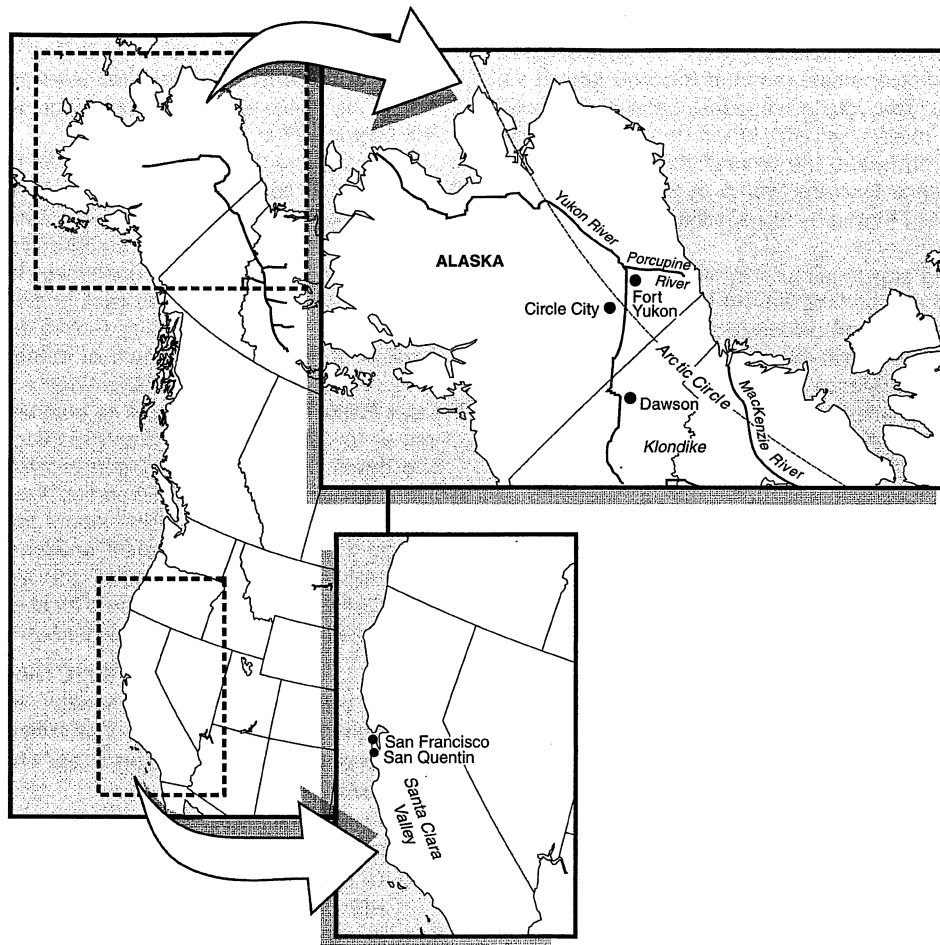 Yukon River
ALASKA
Porcupine
River
Fort
Yukon
Circle City
Arctic Circle
MacKenzie
River
Dawson
Klondike
San Francisco
San Quentin
Santa Clara
Valley